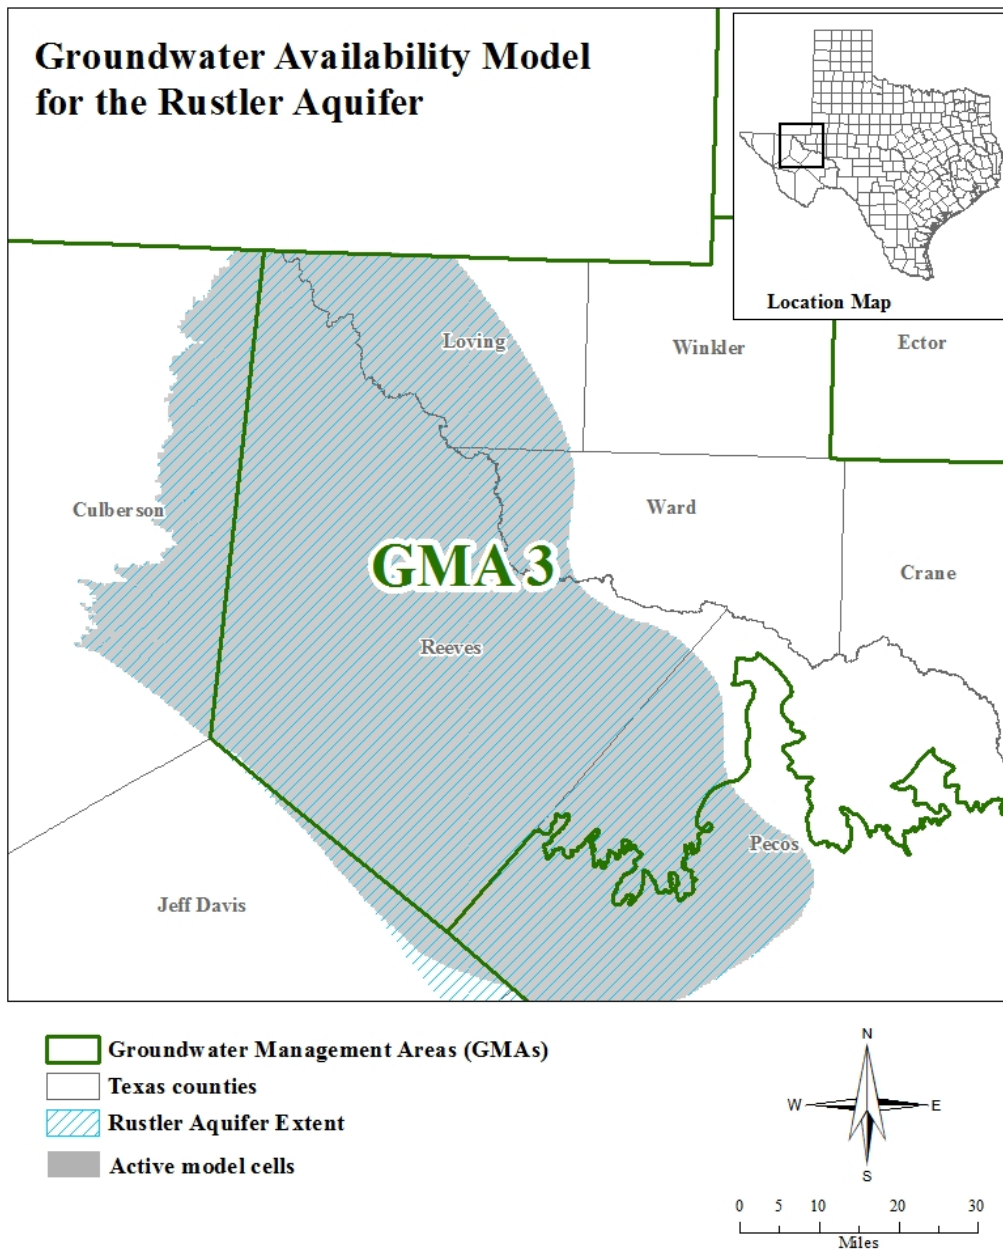 Groundwater Availability Model
for the Rustler Aquifer
Location Map
Loving
Winkler
Ector
Culberson
Ward
GMA 3
Crane
Reeves
Pecos
Jeff Davis
Groundwater Management Areas (GMAs)
Texas counties
Rustler Aquifer Extent
Active model cells
N
W
E
S
0 5 10 20 30
Miles